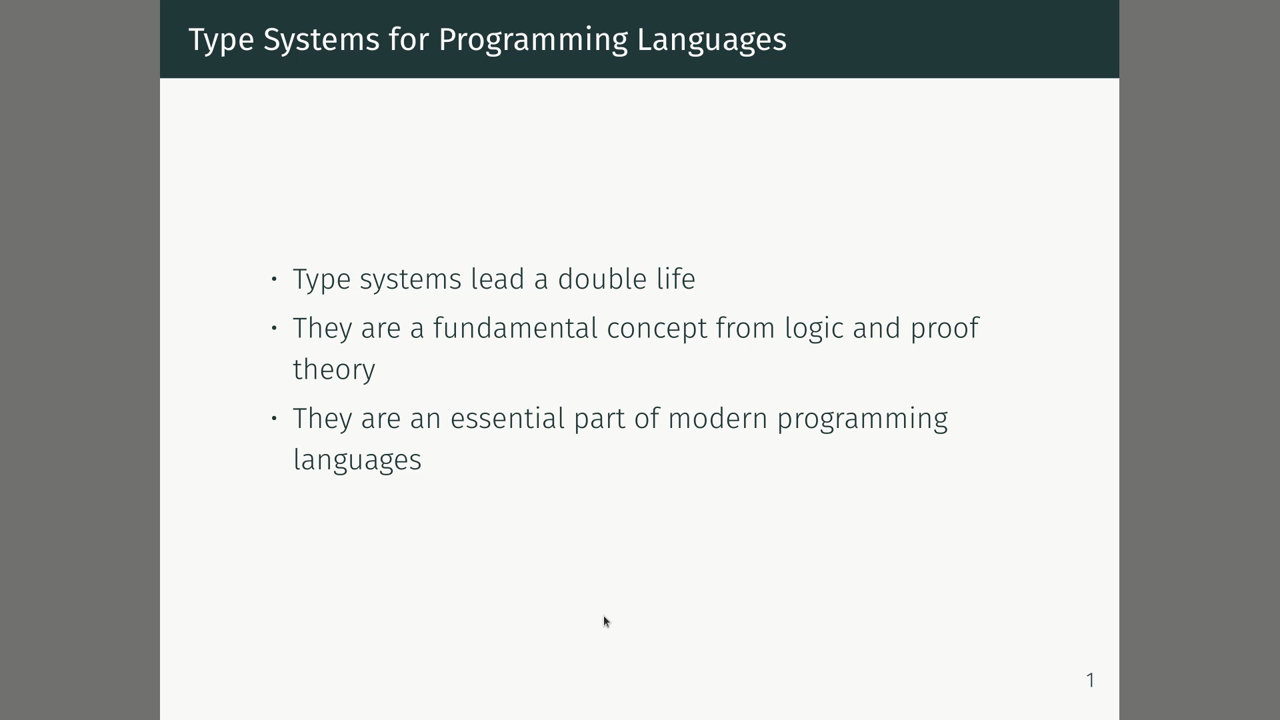 Type Systems for Programming Languages
• Type systems lead a double life
• They are a fundamental concept from logic and proof
theory
• They are an essential part of modern programming
languages
1